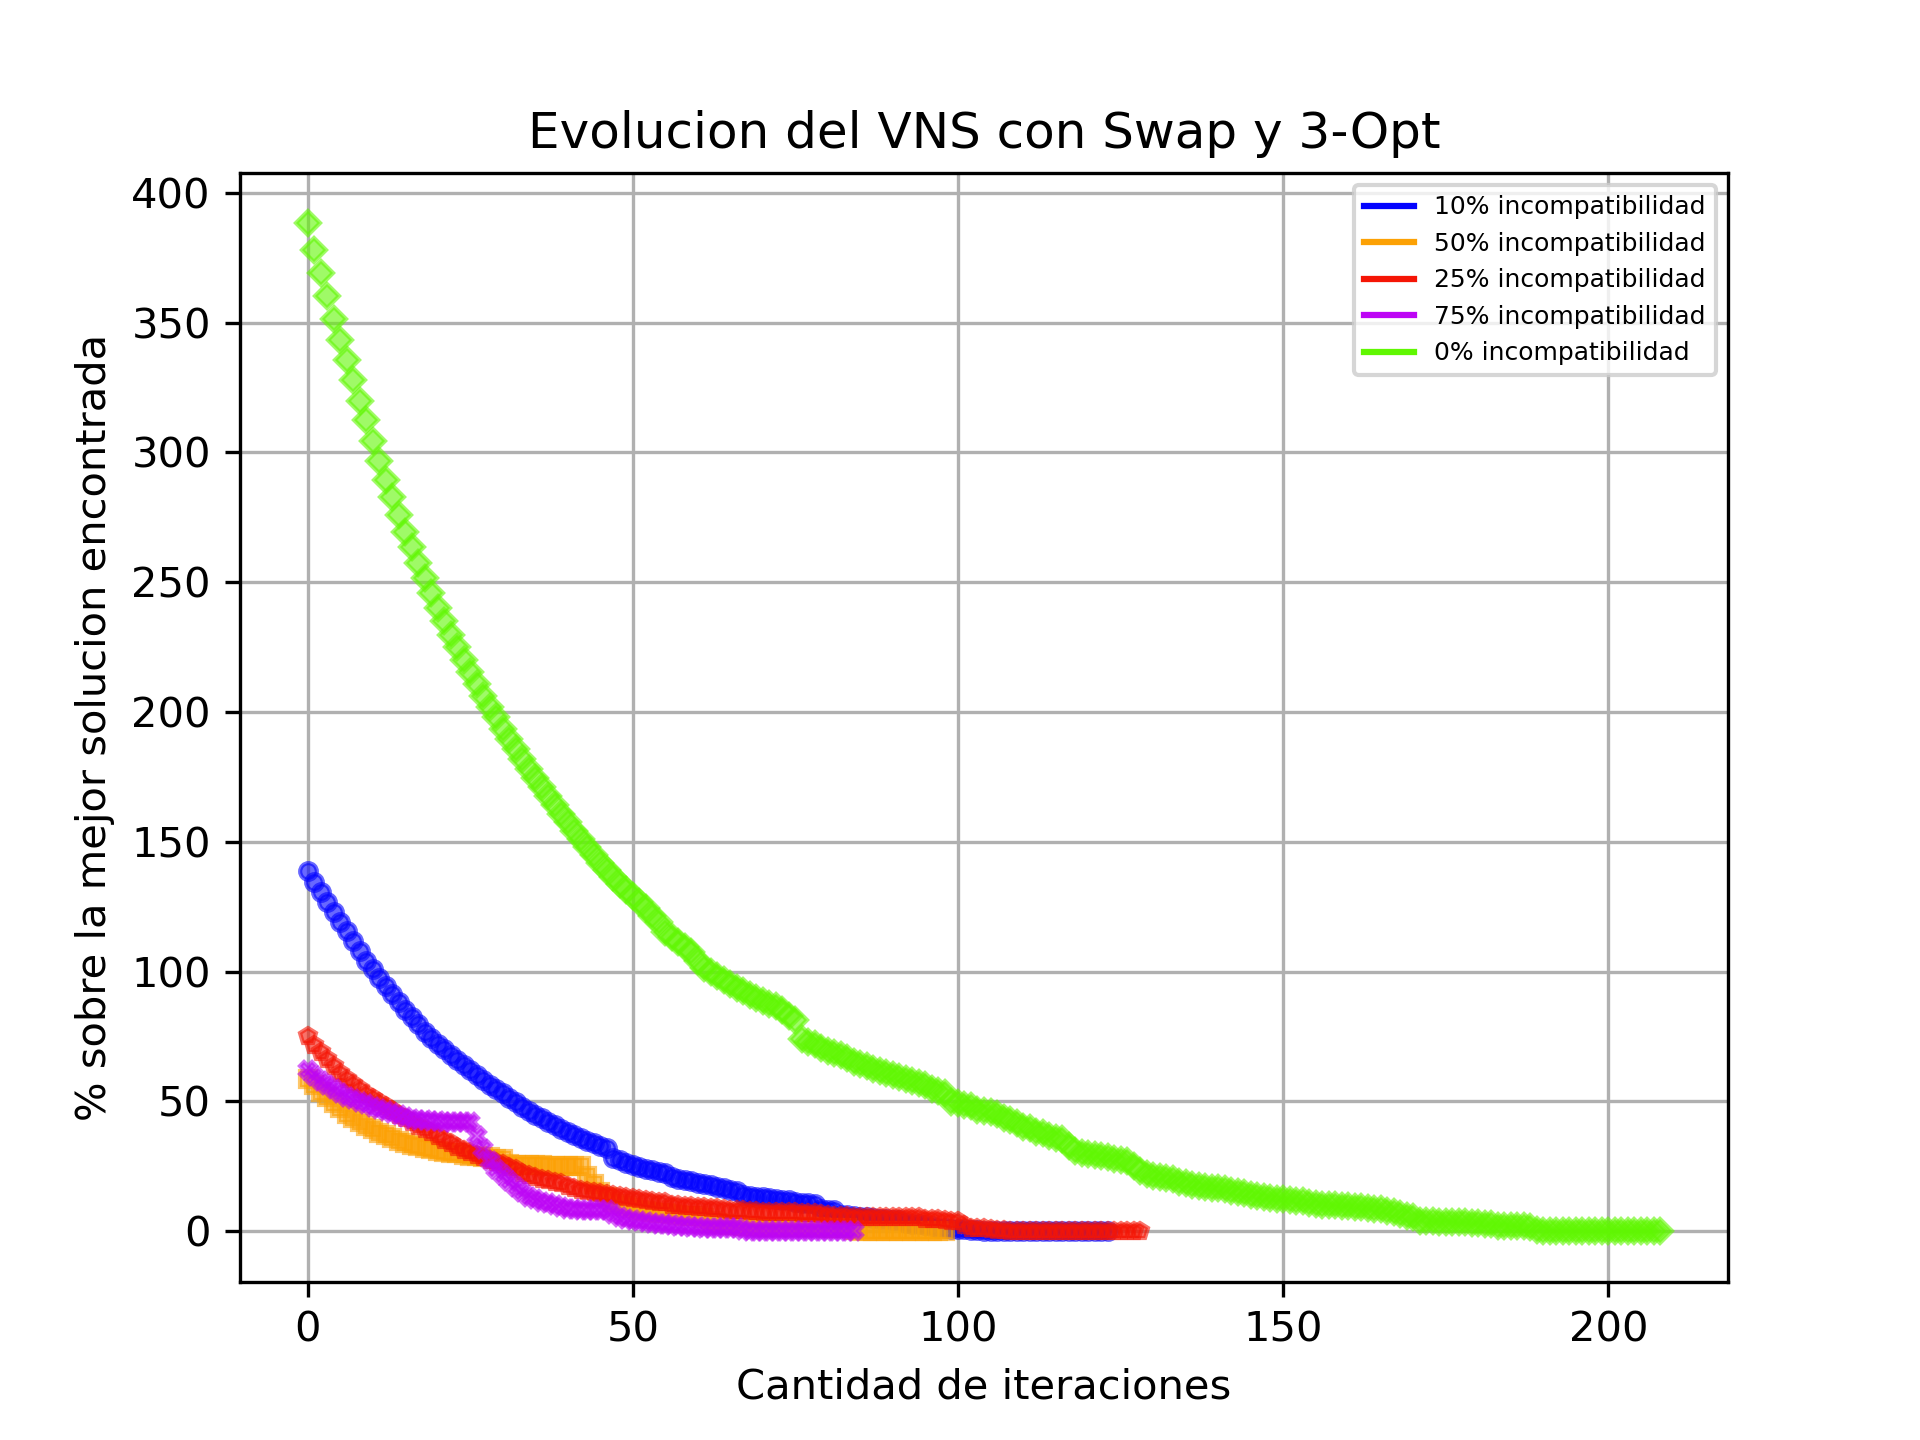 Evolucion del VNS con Swap y 3-Opt
400
350
300
250
200
150
100
50
0
% sobre la mejor solucion encontrada
10% incompatibilidad
50% incompatibilidad
25% incompatibilidad
75% incompatibilidad
0% incompatibilidad
0 50 100 150 200
Cantidad de iteraciones